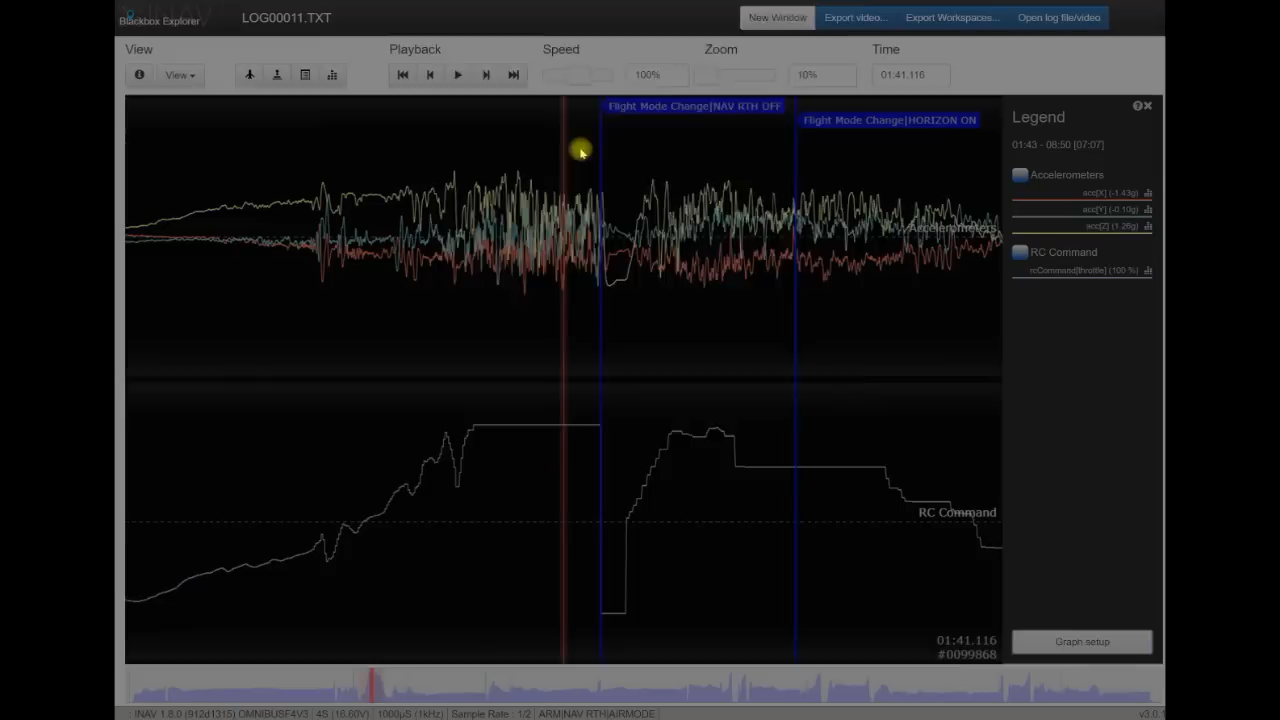 INAV
Blackbox Explorer
LOG00011.TXT
New Window
Export video...
Export Workspaces...
Open log file/video
View
Playback
Speed
Zoom
Time
View
100%
10%
01:41.116
Flight Mode Change|NAV RTH OFF
Flight Mode Change|HORIZON ON
Legend
01:43 - 08:50 [07:07]
Accelerometers
acc[X] (-1.43g)
acc[Y] (-0.10g)
acc[Z] (1.26g)
RC Command
rcCommand[throttle] (100 %)
Accelerometers
RC Command
01:41.116
#0099868
Graph setup
INAV 1.8.0 (912d1315) OMNIBUSF4V3
4S (16.60V)
1000µS (1kHz)
Sample Rate : 1/2
ARM|NAV RTH|AIRMODE
v3.0.1